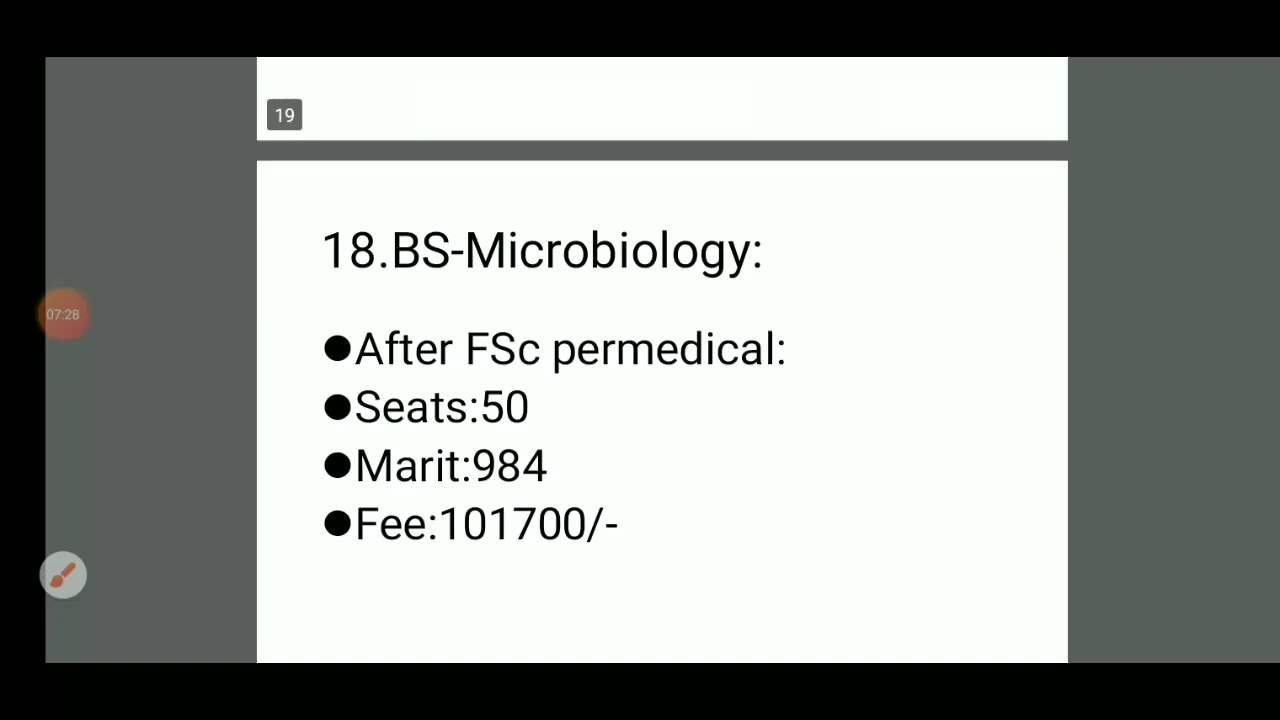 19
18.BS-Microbiology:
07:28
●After FSc permedical:
●Seats:50
●Marit:984
●Fee:101700/-